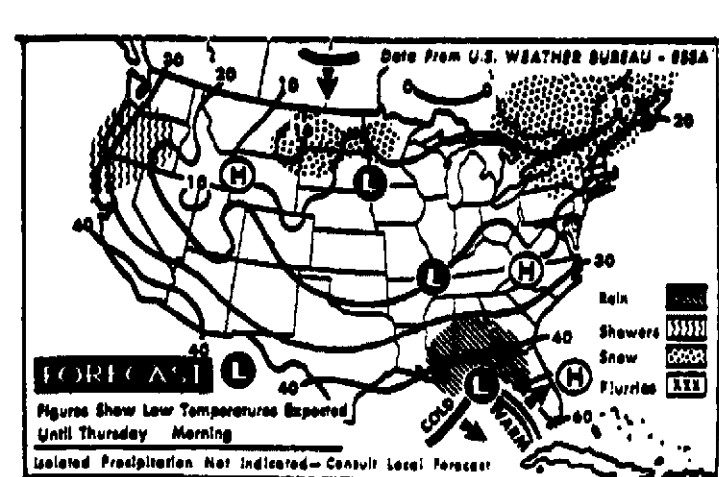 Data From U.S. WEATHER BUREAU - ESSA
30
20
10
10
10
20
H
L
10
40
L
H
30
Rain
Showers
Snow
Flurries
40
40
FORECAST
L
40
L
H
60
COLD
WARM
Figures Show Low Temperatures Expected
Until Thursday Morning
Isolated Precipitation Not Indicated- Consult Local Forecast